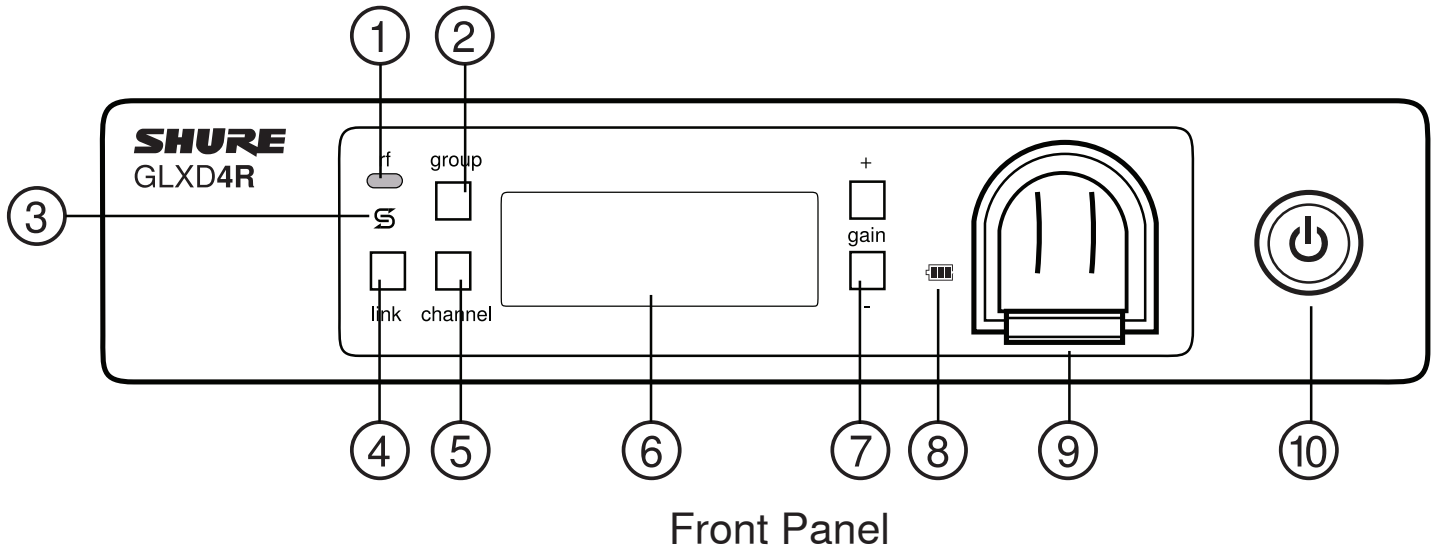 1 2
SHURE
GLXD4R
rf group
+
3
gain
link channel
-
4 5 6 7 8 9 10
Front Panel